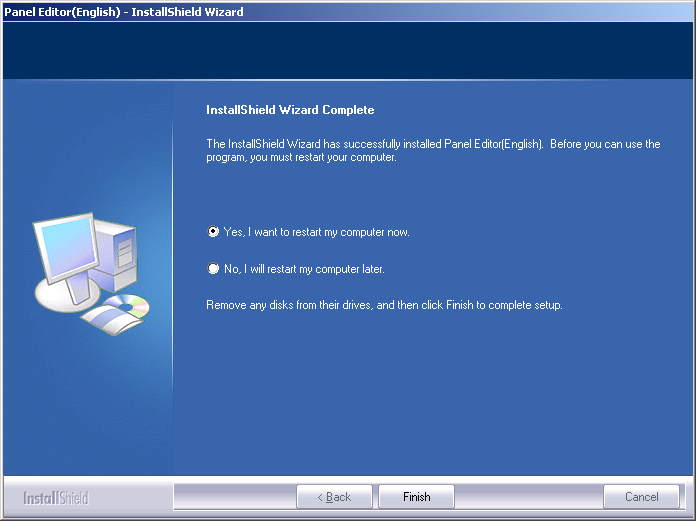 Panel Editor(English) - InstallShield Wizard
InstallShield Wizard Complete
The InstallShield Wizard has successfully installed Panel Editor(English).  Before you can use the
program, you must restart your computer.
Yes, I want to restart my computer now.
No, I will restart my computer later.
Remove any disks from their drives, and then click Finish to complete setup.
InstallShield
< Back
Finish
Cancel